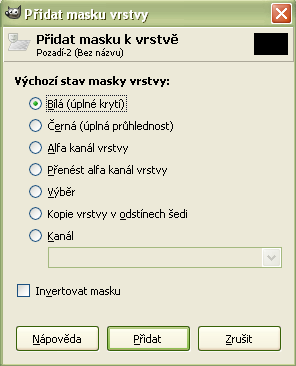 Přidat masku vrstvy
Přidat masku k vrstvě
Pozadí-2 (Bez názvu)
Výchozí stav masky vrstvy:
Bílá (úplné krytí)
Černá (úplná průhlednost)
Alfa kanál vrstvy
Přenést alfa kanál vrstvy
Výběr
Kopie vrstvy v odstínech šedi
Kanál
Invertovat masku
Nápověda
Přidat
Zrušit